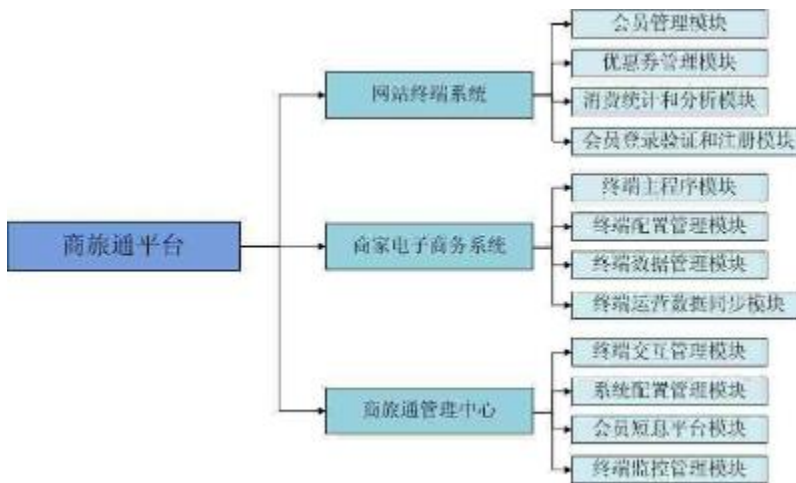 商旅通平台
网站终端系统
会员管理模块
优惠券管理模块
消费统计和分析模块
会员登录验证和注册模块
商家电子商务系统
终端主程序模块
终端配置管理模块
终端数据管理模块
终端运营数据同步模块
商旅通管理中心
终端交互管理模块
系统配置管理模块
会员短息平台模块
终端监控管理模块